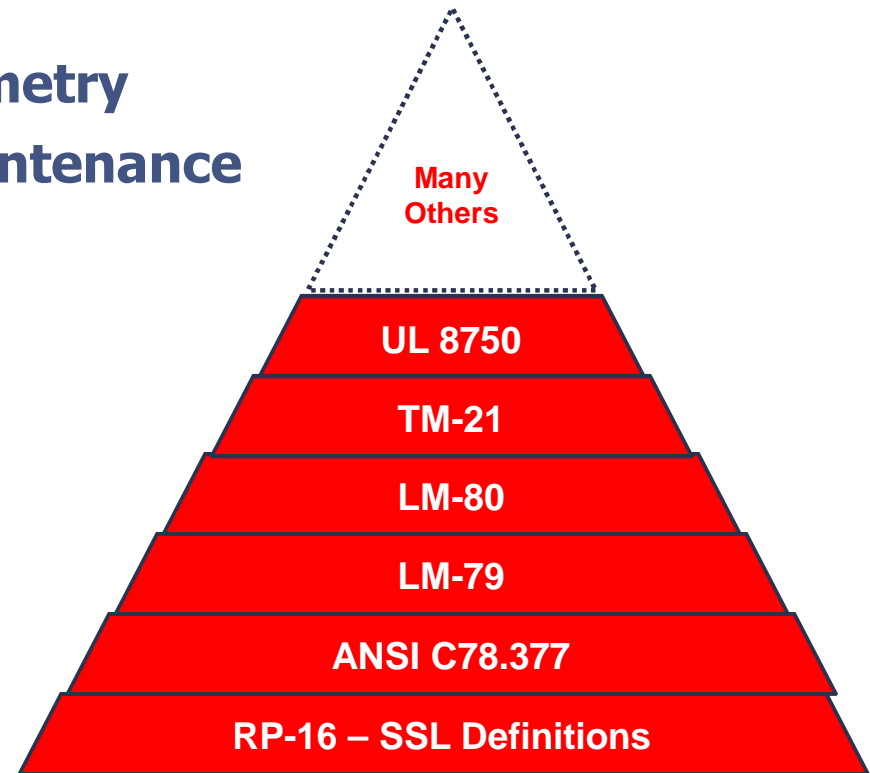 metry
ntenance
Many
Others
UL 8750
TM-21
LM-80
LM-79
ANSI C78.377
RP-16 – SSL Definitions